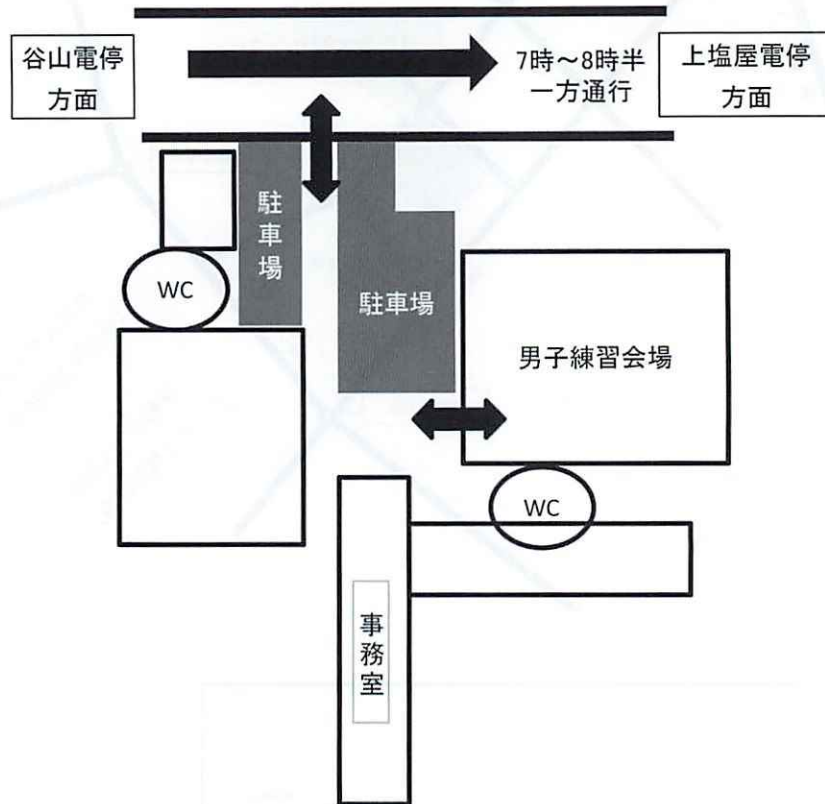 谷山電停
方面
7時～8時半
一方通行
上塩屋電停
方面
駐車場
駐車場
WC
男子練習会場
WC
事務室